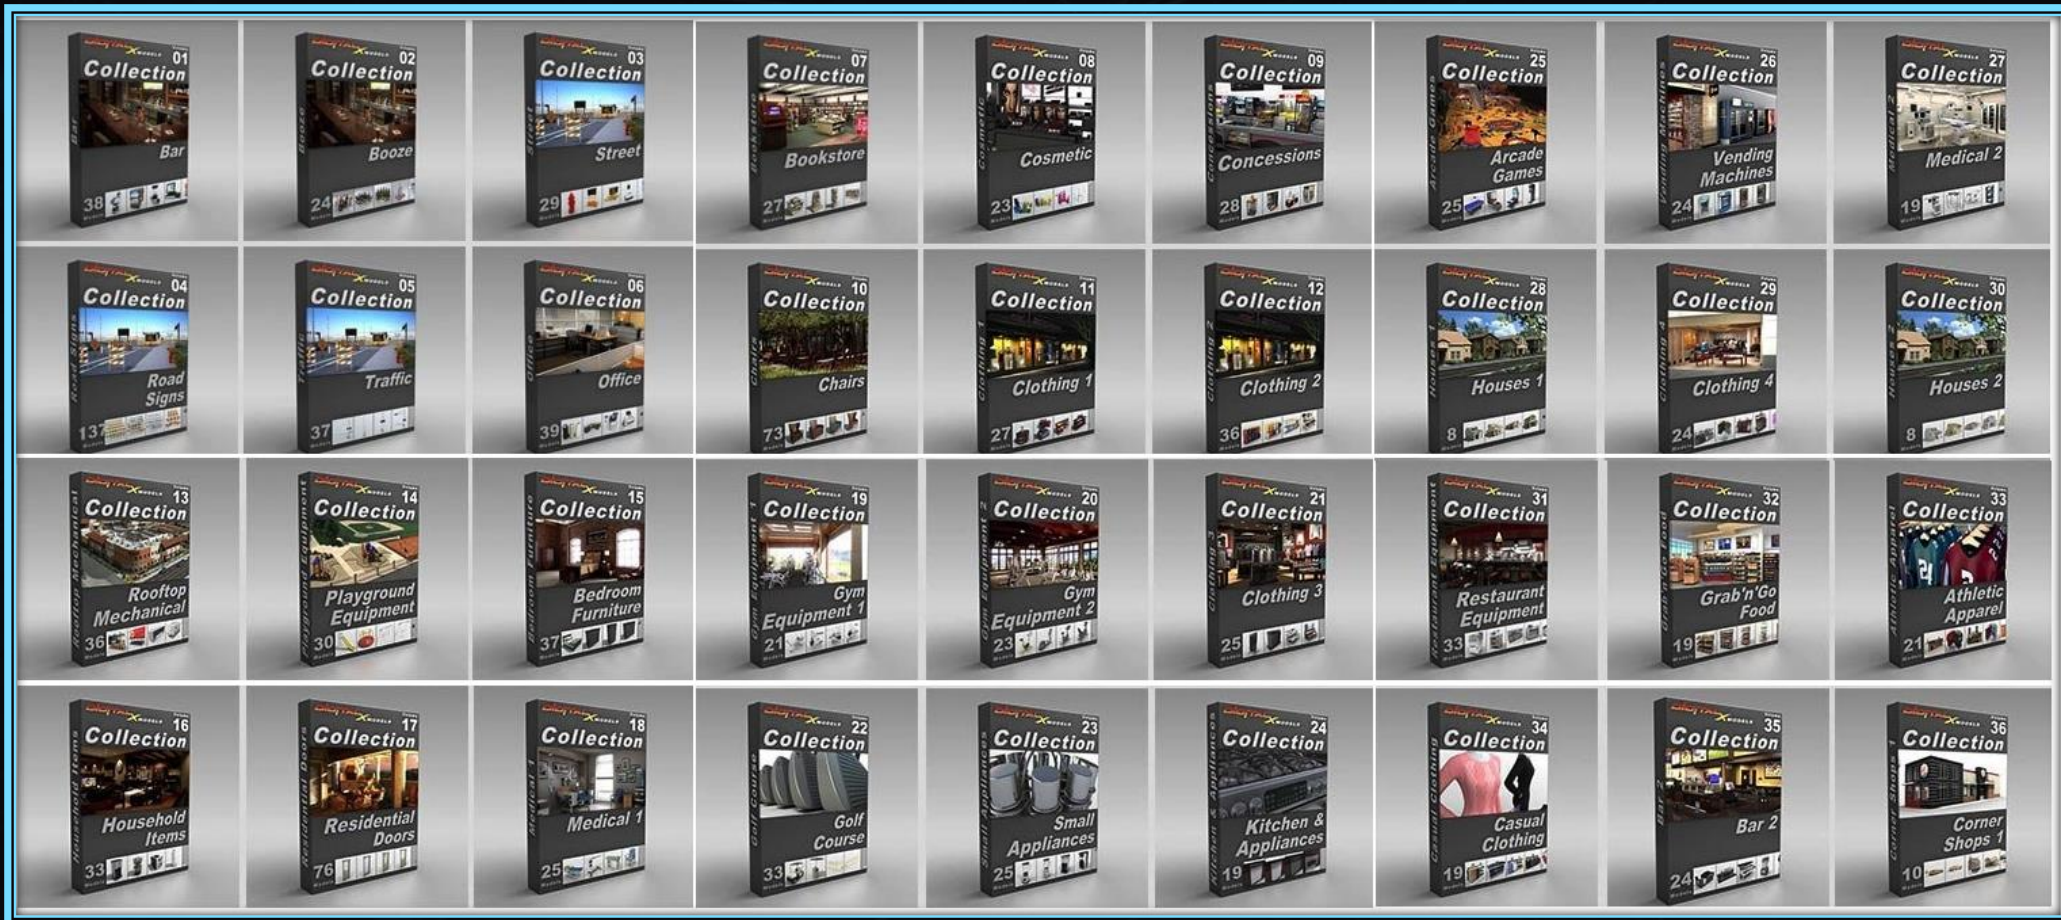 01
Collection
Bar
38
02
Collection
Booze
24
03
Collection
Street
29
07
Collection
Bookstore
27
08
Collection
Cosmetic
23
09
Collection
Concessions
28
25
Collection
Arcade
Games
25
26
Collection
Vending
Machines
24
27
Collection
Medical 2
19
04
Collection
Road
Signs
137
05
Collection
Traffic
37
06
Collection
Office
39
10
Collection
Chairs
73
11
Collection
Clothing 1
27
12
Collection
Clothing 2
36
28
Collection
Houses 1
8
29
Collection
Clothing 4
24
30
Collection
Houses 2
8
13
Collection
Rooftop
Mechanical
36
14
Collection
Playground
Equipment
30
15
Collection
Bedroom
Furniture
37
19
Collection
Gym
Equipment 1
21
20
Collection
Gym
Equipment 2
23
21
Collection
Clothing 3
25
31
Collection
Restaurant
Equipment
33
32
Collection
Grab'n'Go
Food
19
33
Collection
Athletic
Apparel
21
16
Collection
Household
Items
33
17
Collection
Residential
Doors
76
18
Collection
Medical 1
25
22
Collection
Golf
Course
33
23
Collection
Small
Appliances
25
24
Collection
Kitchen &
Appliances
19
34
Collection
Casual
Clothing
19
35
Collection
Bar 2
24
36
Collection
Corner
Shops 1
10